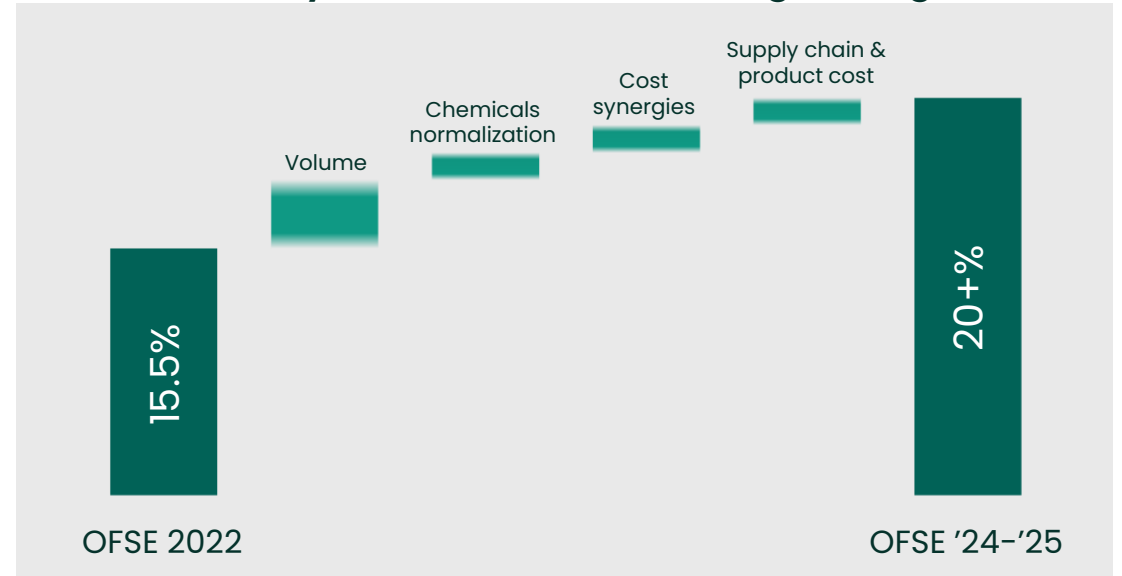 Supply chain &
product cost
Cost
synergies
Chemicals
normalization
Volume
15.5%
20+%
OFSE 2022
OFSE ’24-’25